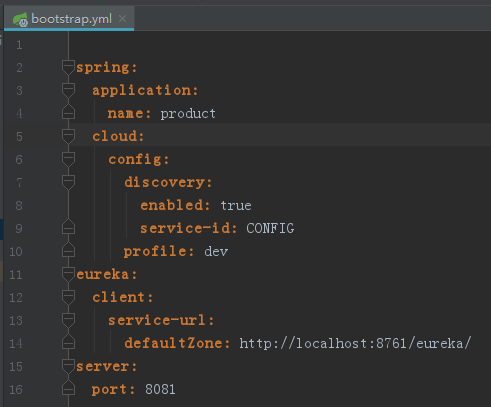 bootstrap.yml
1
2 spring:
3   application:
4     name: product
5   cloud:
6     config:
7       discovery:
8         enabled: true
9         service-id: CONFIG
10       profile: dev
11 eureka:
12   client:
13     service-url:
14       defaultZone: http://localhost:8761/eureka/
15 server:
16   port: 8081